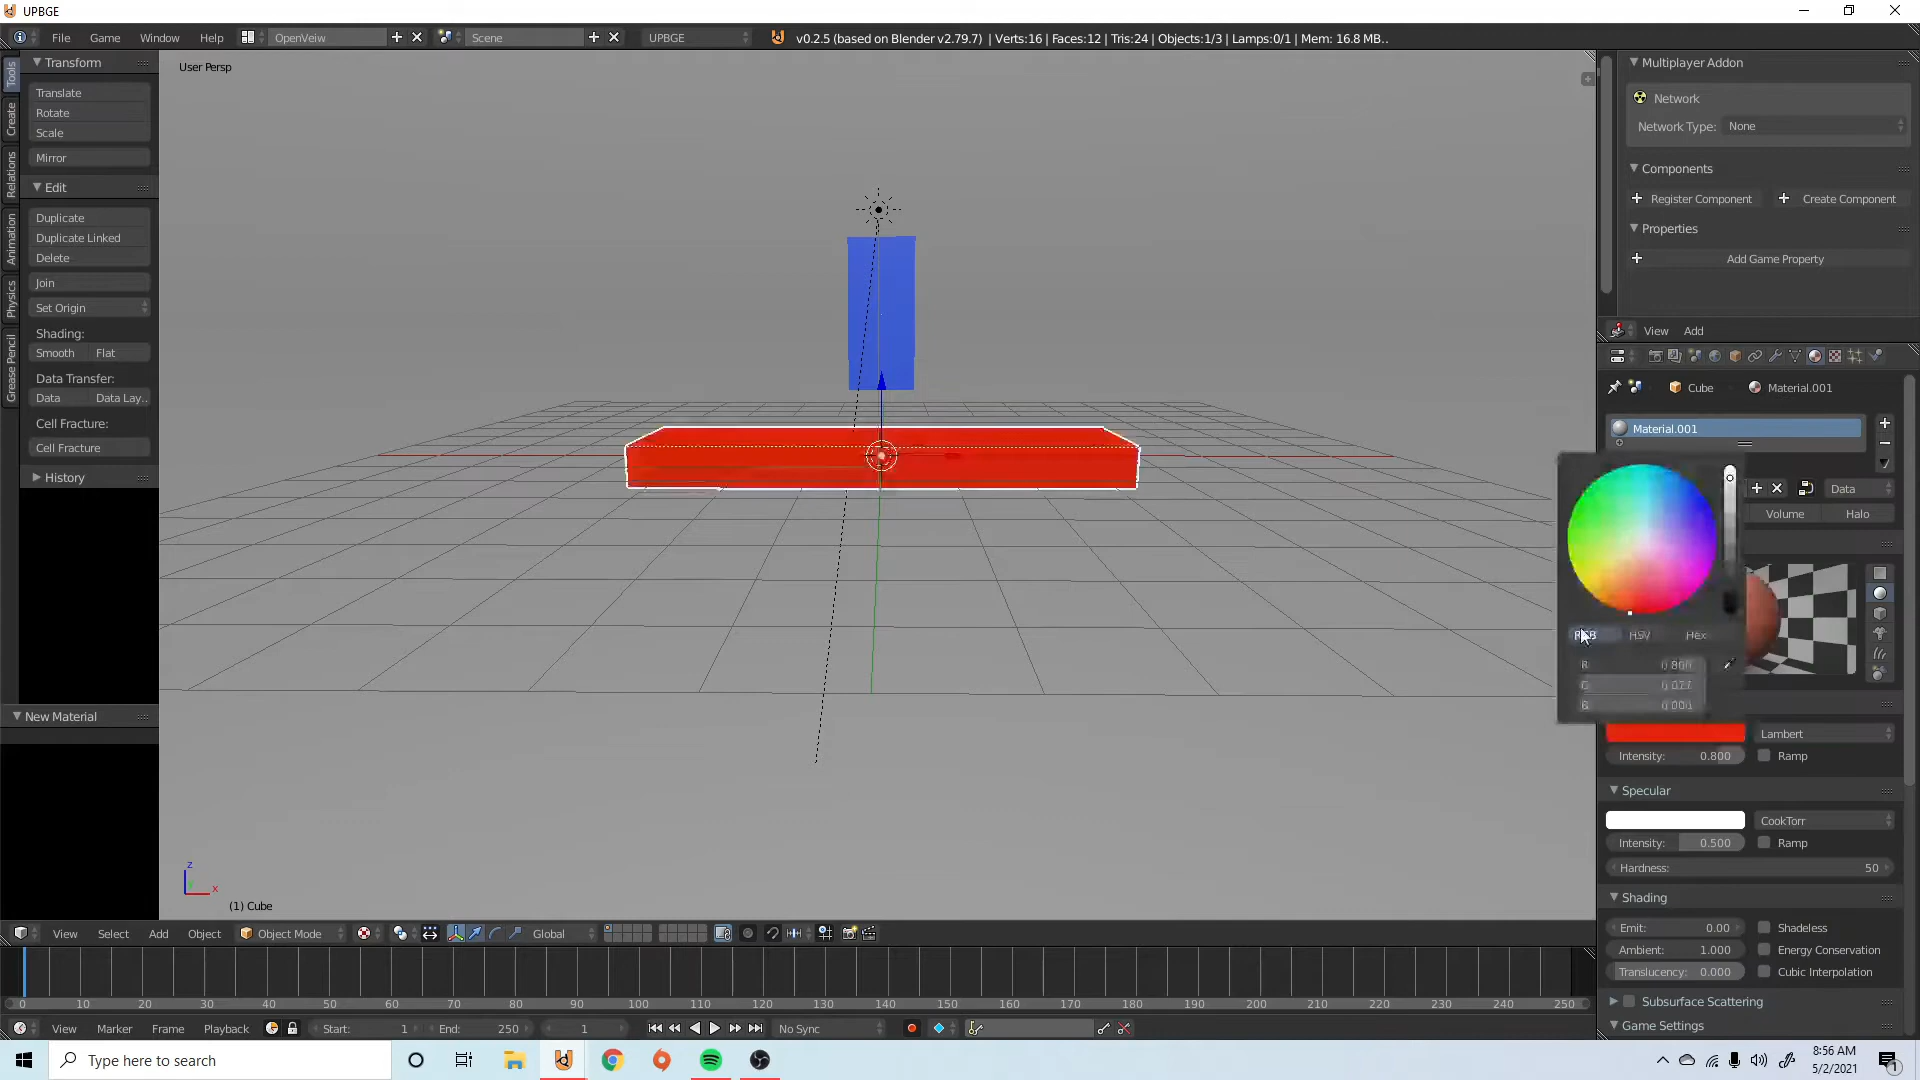 UPBGE
File Game Window Help OpenVeiw Scene UPBGE v0.2.5 (based on Blender v2.79.7) | Verts:16 | Faces:12 | Tris:24 | Objects:1/3 | Lamps:0/1 | Mem: 16.8 MB..
Tools
Create
Relations
Animation
Physics
Grease Pencil
Transform
Translate
Rotate
Scale
Mirror
Edit
Duplicate
Duplicate Linked
Delete
Join
Set Origin
Shading:
Smooth Flat
Data Transfer:
Data Data Lay..
Cell Fracture:
Cell Fracture
History
New Material
User Persp
z
x
(1) Cube
Multiplayer Addon
Network
Network Type: None
Components
Register Component Create Component
Properties
Add Game Property
View Add
Cube Material.001
Material.001
Data
Volume Halo
RGB HSV Hex
R 0.800
G 0.077
B
Lambert
Intensity: 0.800 Ramp
Specular
CookTorr
Intensity: 0.500 Ramp
Hardness: 50
Shading
Emit: 0.00 Shadeless
Ambient: 1.000 Energy Conservation
Translucency: 0.000 Cubic Interpolation
Subsurface Scattering
Game Settings
View Select Add Object Object Mode Global
0 10 20 30 40 50 60 70 80 90 100 110 120 130 140 150 160 170 180 190 200 210 220 230 240 250
View Marker Frame Playback Start: 1 End: 250 1 No Sync
Type here to search
8:56 AM
5/2/2021
1